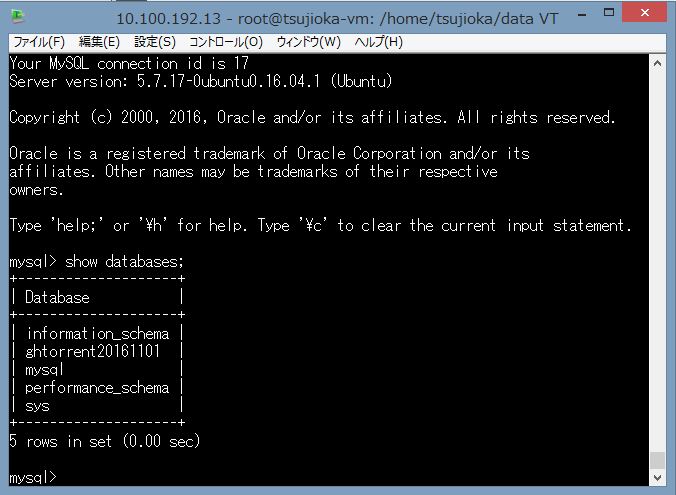 10.100.192.13 - root@tsujioka-vm: /home/tsujioka/data VT
ファイル(F) 編集(E) 設定(S) コントロール(O) ウィンドウ(W) ヘルプ(H)
Your MySQL connection id is 17
Server version: 5.7.17-0ubuntu0.16.04.1 (Ubuntu)
Copyright (c) 2000, 2016, Oracle and/or its affiliates. All rights reserved.
Oracle is a registered trademark of Oracle Corporation and/or its
affiliates. Other names may be trademarks of their respective
owners.
Type 'help;' or '¥h' for help. Type '¥c' to clear the current input statement.
mysql> show databases;
+--------------------+
| Database           |
+--------------------+
| information_schema |
| ghtorrent20161101  |
| mysql              |
| performance_schema |
| sys                |
+--------------------+
5 rows in set (0.00 sec)
mysql>